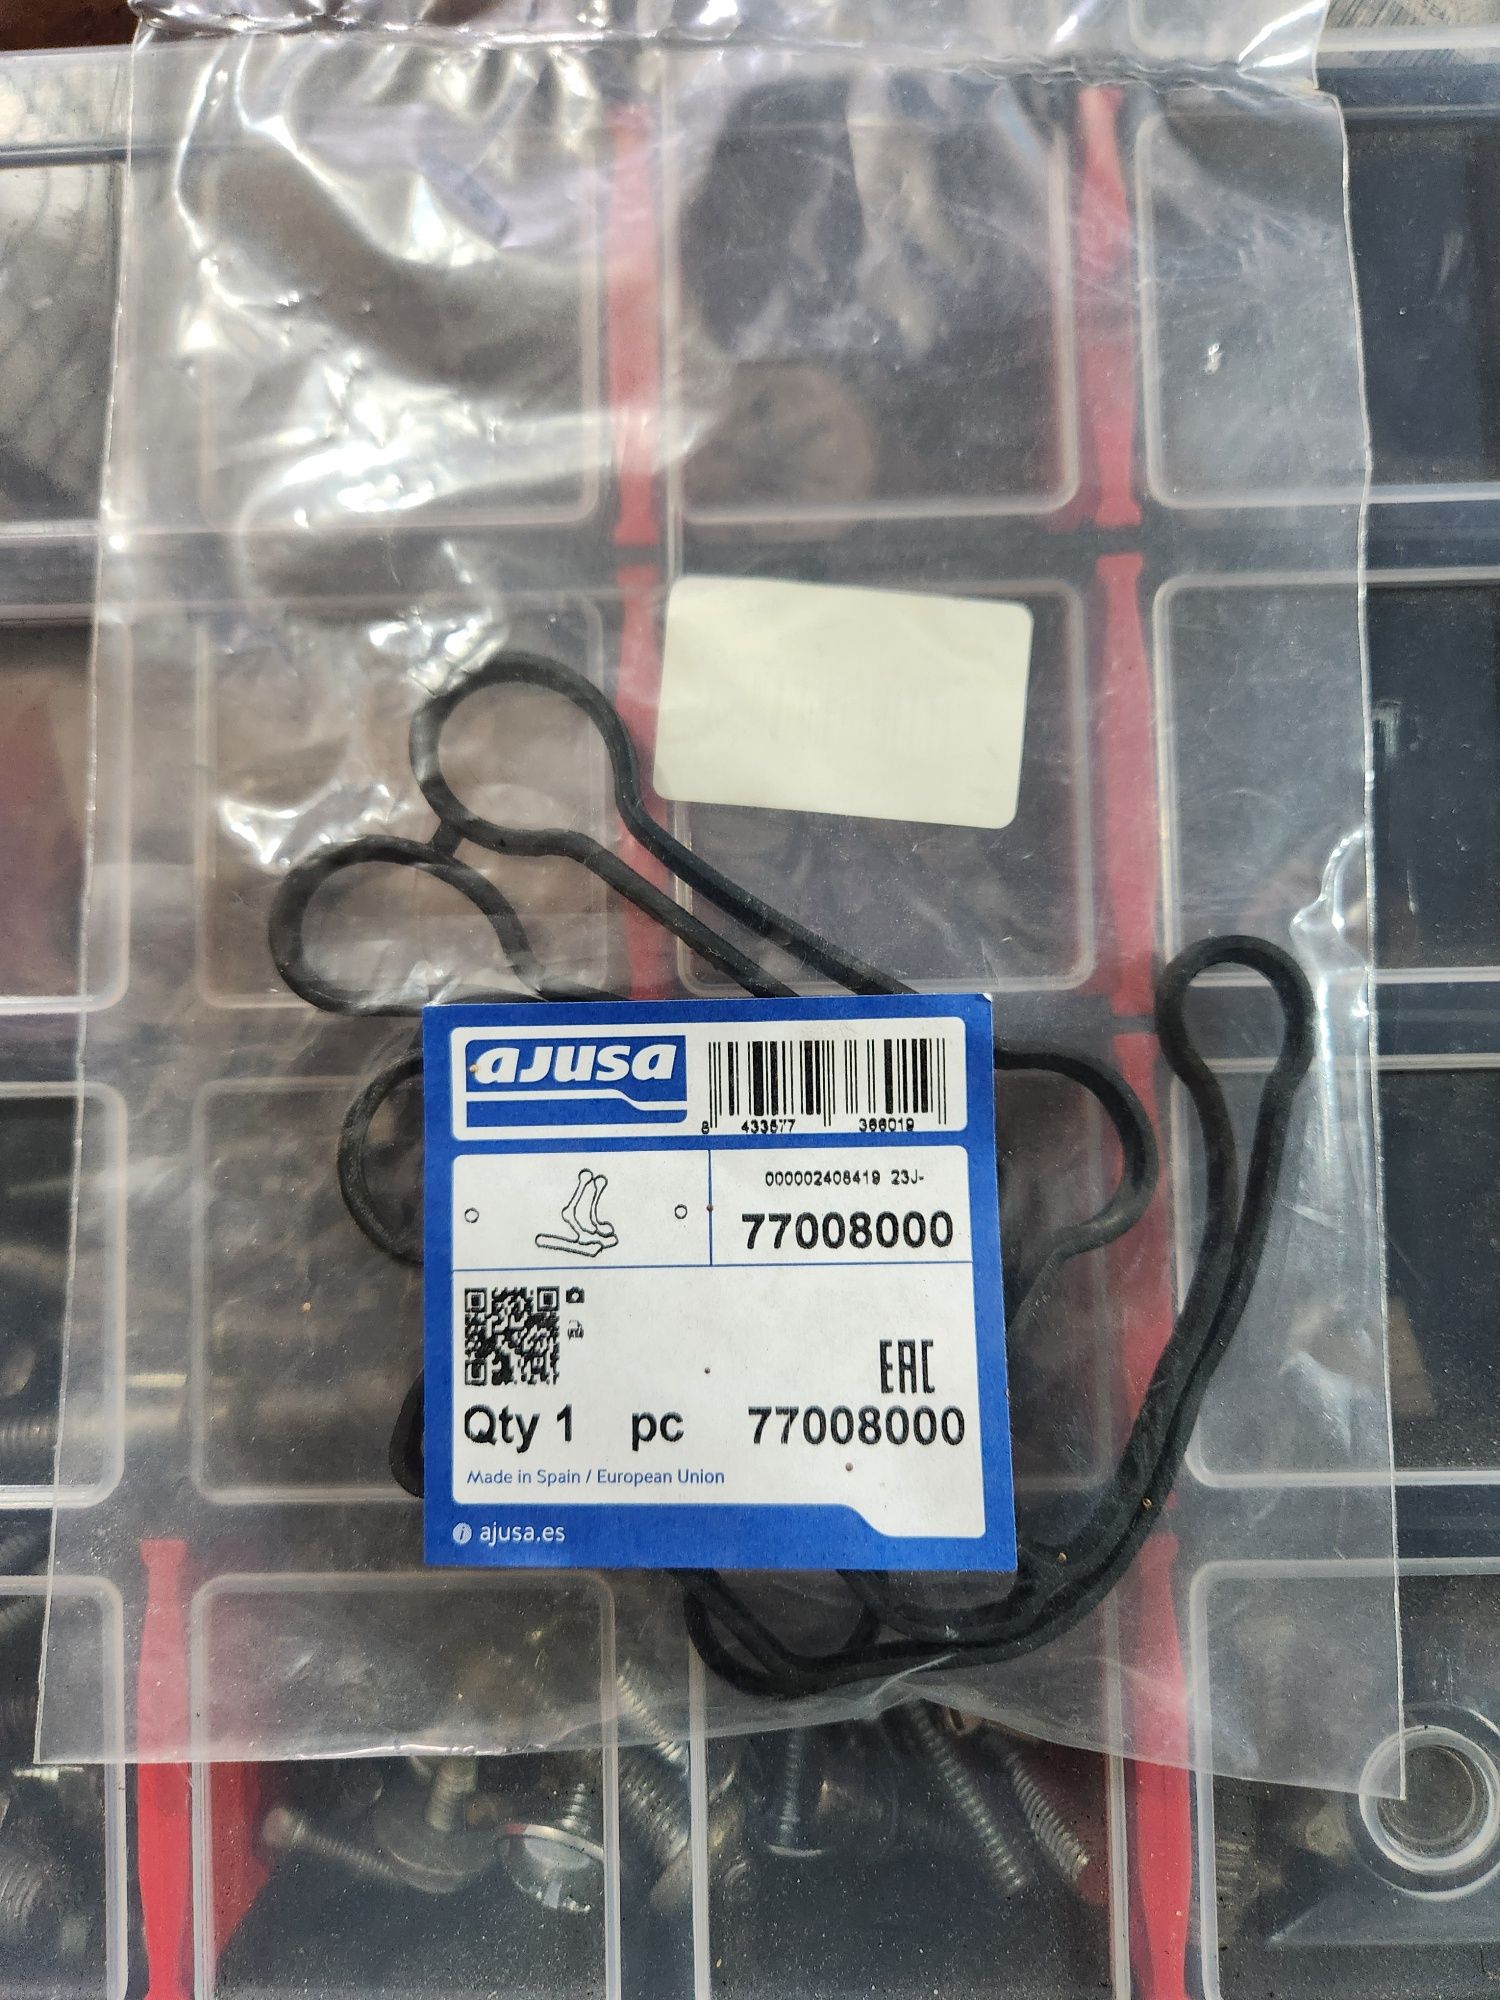 ajusa
8 433577 366019
000002408419 23J-
77008000
EAC
Qty 1 pc 77008000
Made in Spain / European Union
i ajusa.es